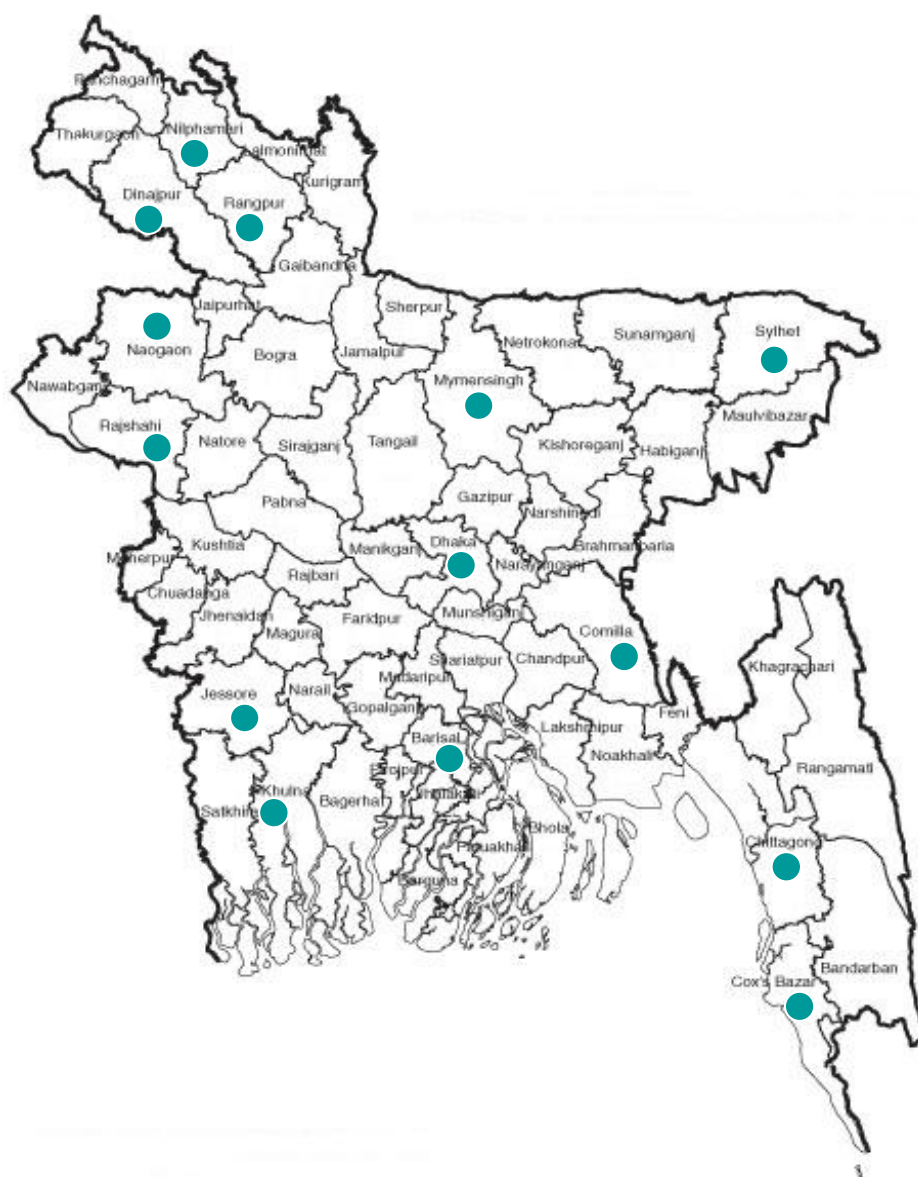 Panchagarh
Thakurgaon
Nilphamari
Lalmonirhat
Kurigram
Dinajpur
Rangpur
Gaibandha
Jaipurhat
Sherpur
Naogaon
Bogra
Jamalpur
Netrokona
Sunamganj
Sylhet
Nawabganj
Mymensingh
Maulvibazar
Rajshahi
Natore
Sirajganj
Tangail
Kishoreganj
Habiganj
Pabna
Gazipur
Narshingdi
Kushtia
Manikganj
Dhaka
Brahmanbaria
Meherpur
Rajbari
Narayanganj
Chuadanga
Jhenaidah
Magura
Faridpur
Munshiganj
Comilla
Shariatpur
Chandpur
Khagrachari
Madaripur
Jessore
Narail
Gopalganj
Barisal
Lakshmipur
Feni
Noakhali
Pirojpur
Rangamati
Satkhira
Khulna
Bagerhat
Jhalakati
Bhola
Chittagong
Patuakhali
Barguna
Cox's Bazar
Bandarban